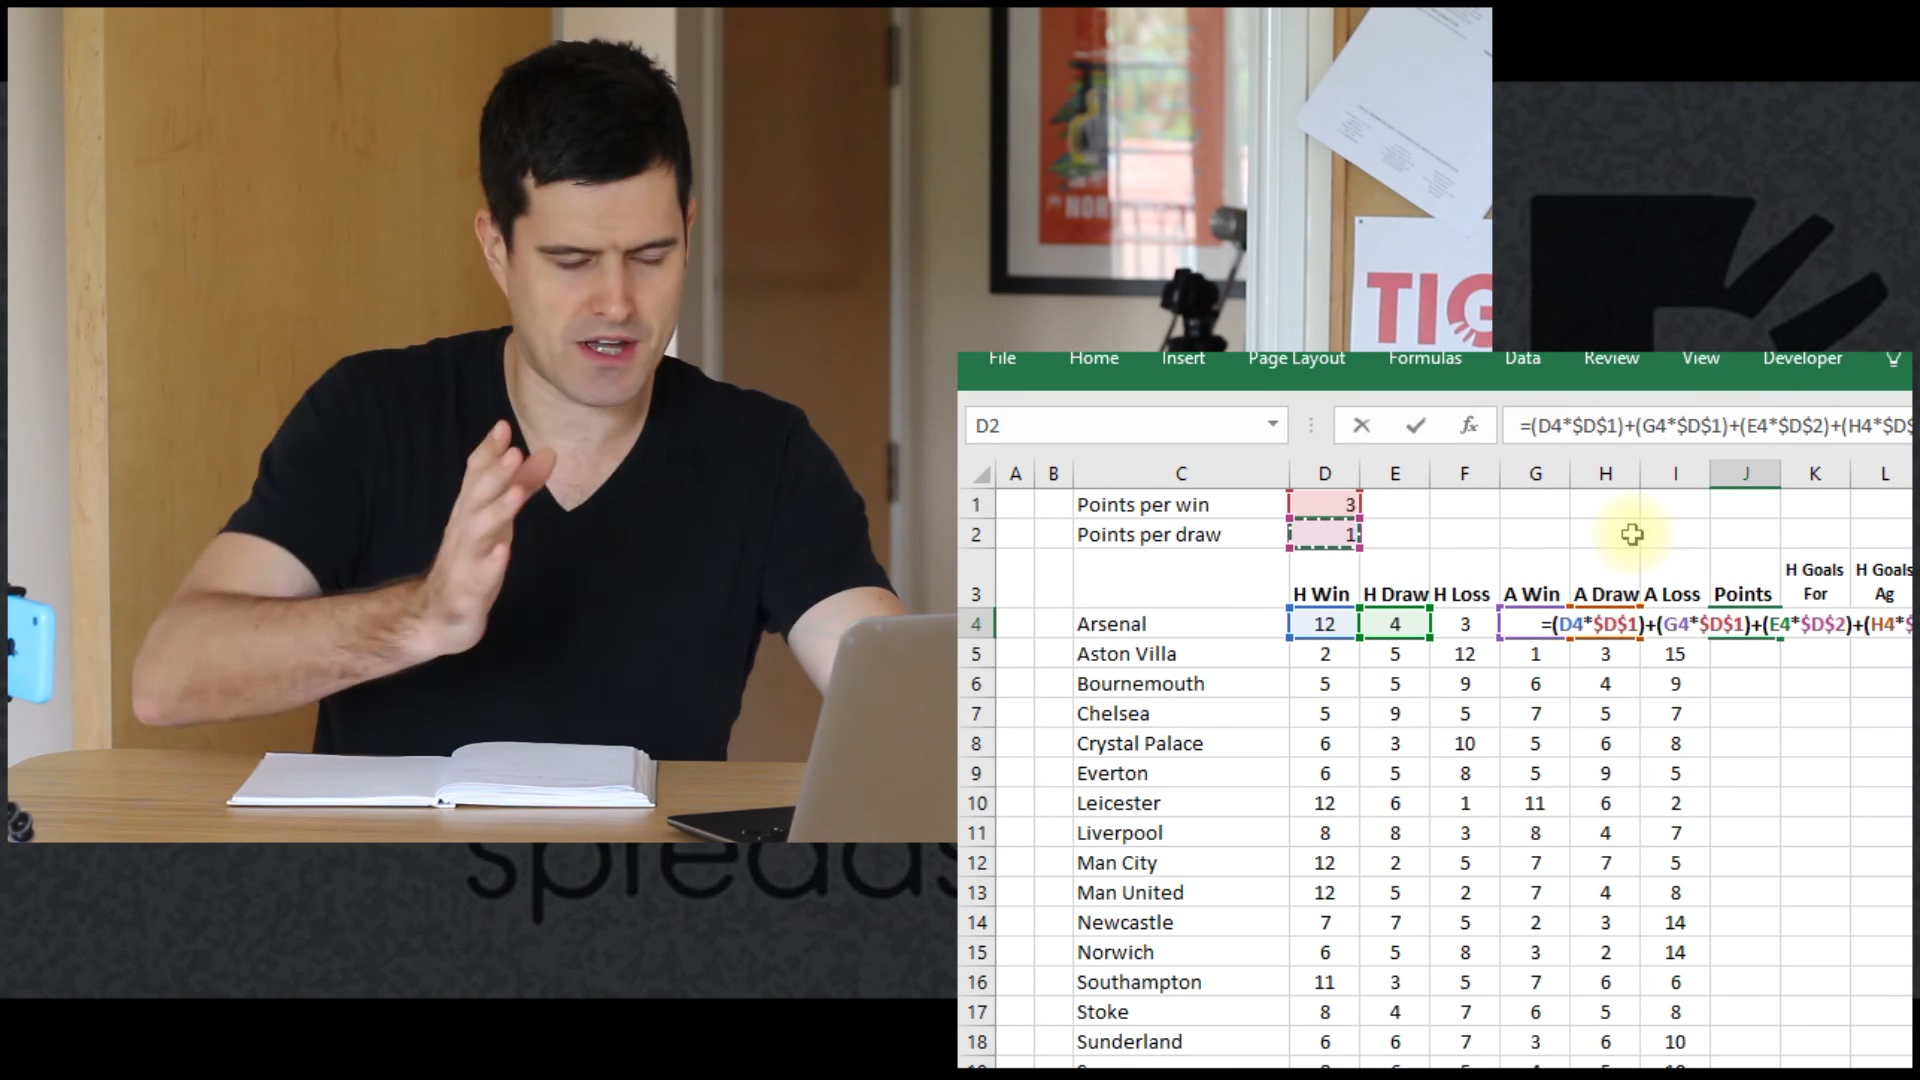 NOR
TIG
spreads
File Home Insert Page Layout Formulas Data Review View Developer
D2 fx =(D4*$D$1)+(G4*$D$1)+(E4*$D$2)+(H4*$D$
A B C D E F G H I J K L
1 Points per win 3
2 Points per draw 1
3 H Win H Draw H Loss A Win A Draw A Loss Points H Goals For H Goals Ag
4 Arsenal 12 4 3 =(D4*$D$1)+(G4*$D$1)+(E4*$D$2)+(H4*$
5 Aston Villa 2 5 12 1 3 15
6 Bournemouth 5 5 9 6 4 9
7 Chelsea 5 9 5 7 5 7
8 Crystal Palace 6 3 10 5 6 8
9 Everton 6 5 8 5 9 5
10 Leicester 12 6 1 11 6 2
11 Liverpool 8 8 3 8 4 7
12 Man City 12 2 5 7 7 5
13 Man United 12 5 2 7 4 8
14 Newcastle 7 7 5 2 3 14
15 Norwich 6 5 8 3 2 14
16 Southampton 11 3 5 7 6 6
17 Stoke 8 4 7 6 5 8
18 Sunderland 6 6 7 3 6 10